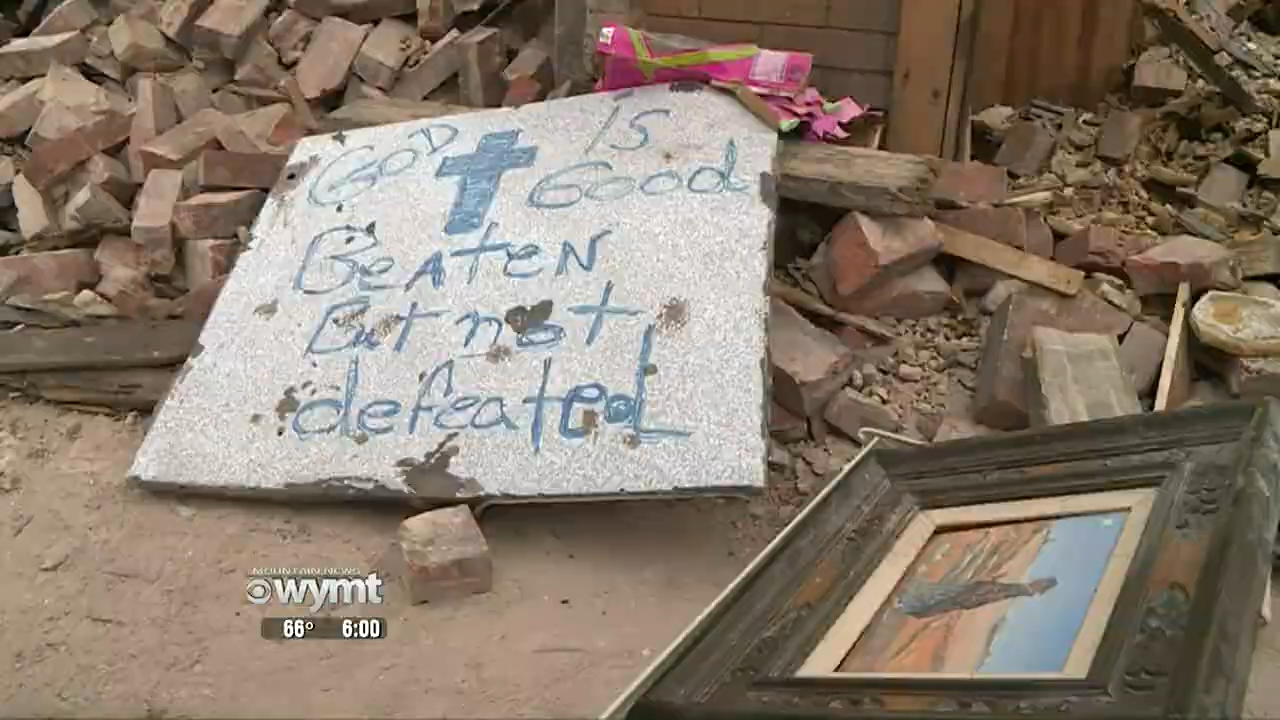 GOD IS
Good
BeAteN
But not
defeated
MOUNTAIN NEWS
wymt
66° 6:00